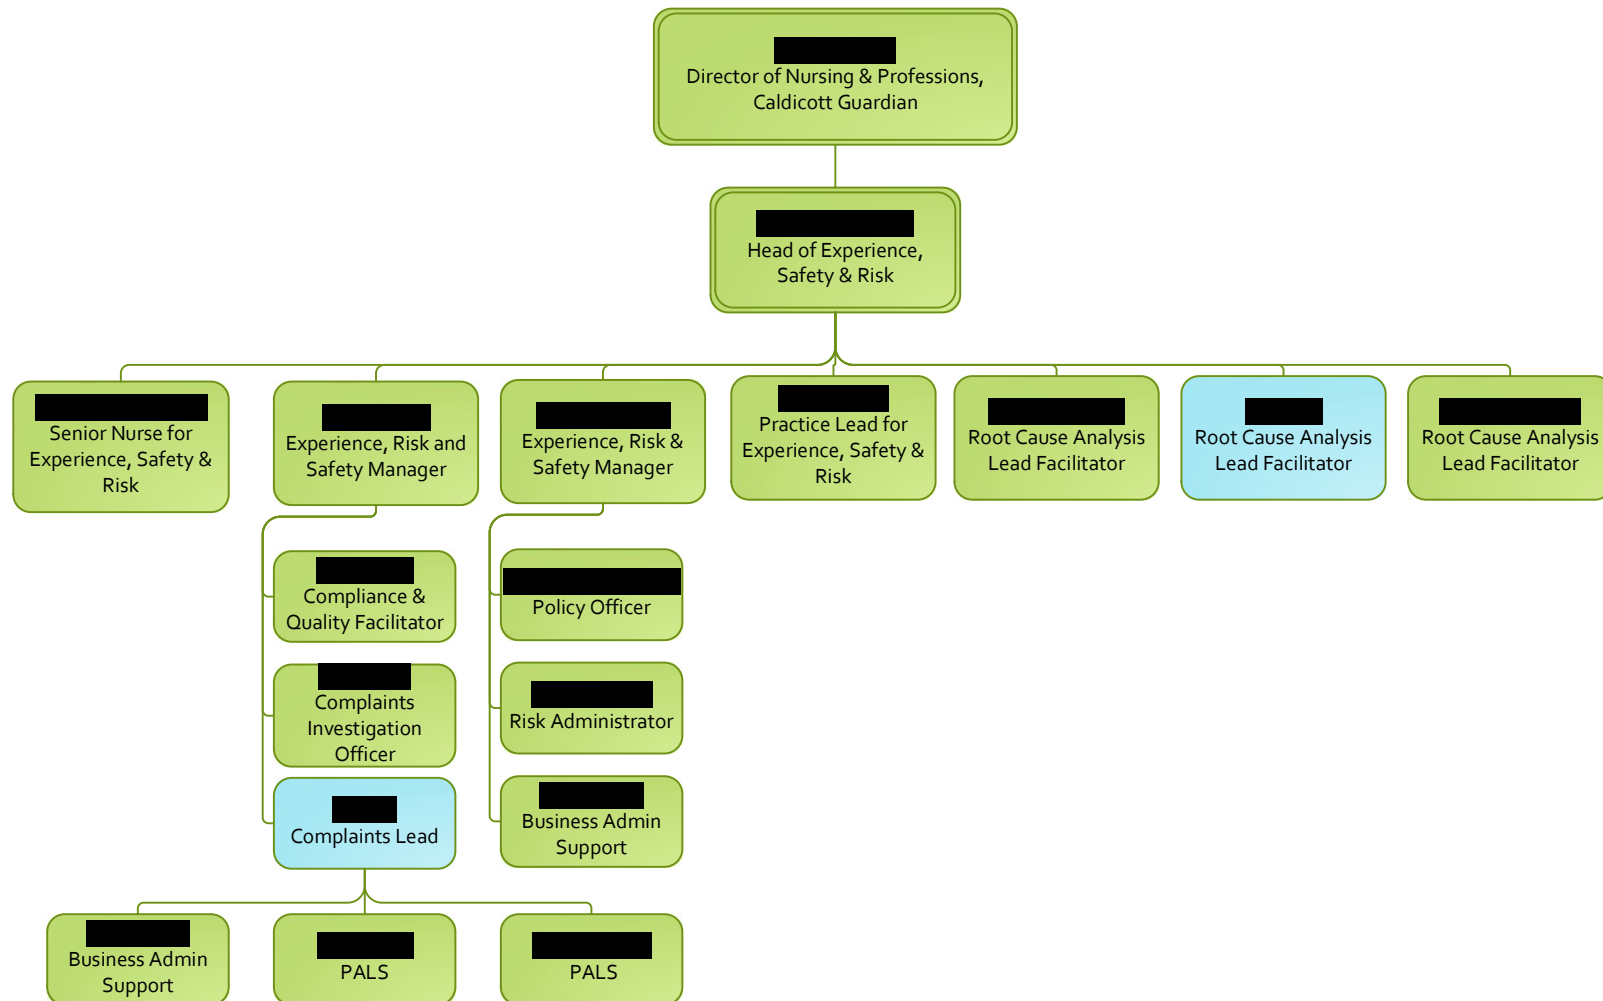 Director of Nursing & Professions,
Caldicott Guardian
Head of Experience,
Safety & Risk
Senior Nurse for
Experience, Safety &
Risk
Experience, Risk and
Safety Manager
Experience, Risk &
Safety Manager
Practice Lead for
Experience, Safety &
Risk
Root Cause Analysis
Lead Facilitator
Root Cause Analysis
Lead Facilitator
Root Cause Analysis
Lead Facilitator
Compliance &
Quality Facilitator
Complaints
Investigation
Officer
Complaints Lead
Policy Officer
Risk Administrator
Business Admin
Support
Business Admin
Support
PALS
PALS